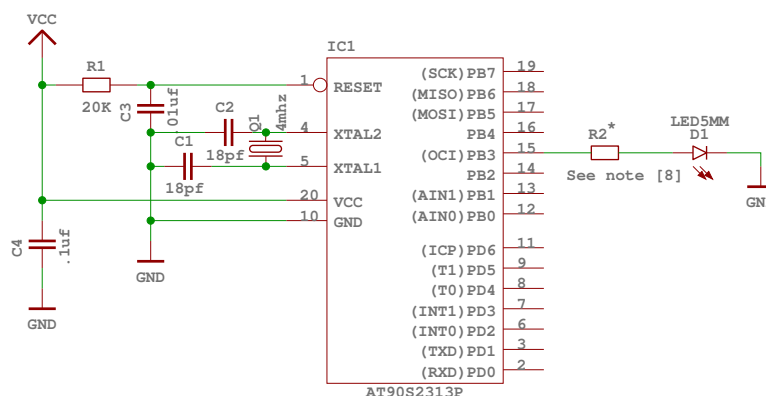 VCC
R1
20K
C3
.01uf
C2
18pf
C1
18pf
Q1
4mhz
C4
.1uf
GND
GND
IC1
1
RESET
4
XTAL2
5
XTAL1
20
VCC
10
GND
(SCK)PB7
19
(MISO)PB6
18
(MOSI)PB5
17
PB4
16
(OCI)PB3
15
PB2
14
(AIN1)PB1
13
(AIN0)PB0
12
(ICP)PD6
11
(T1)PD5
9
(T0)PD4
8
(INT1)PD3
7
(INT0)PD2
6
(TXD)PD1
3
(RXD)PD0
2
AT90S2313P
R2*
See note [8]
LED5MM
D1
GN